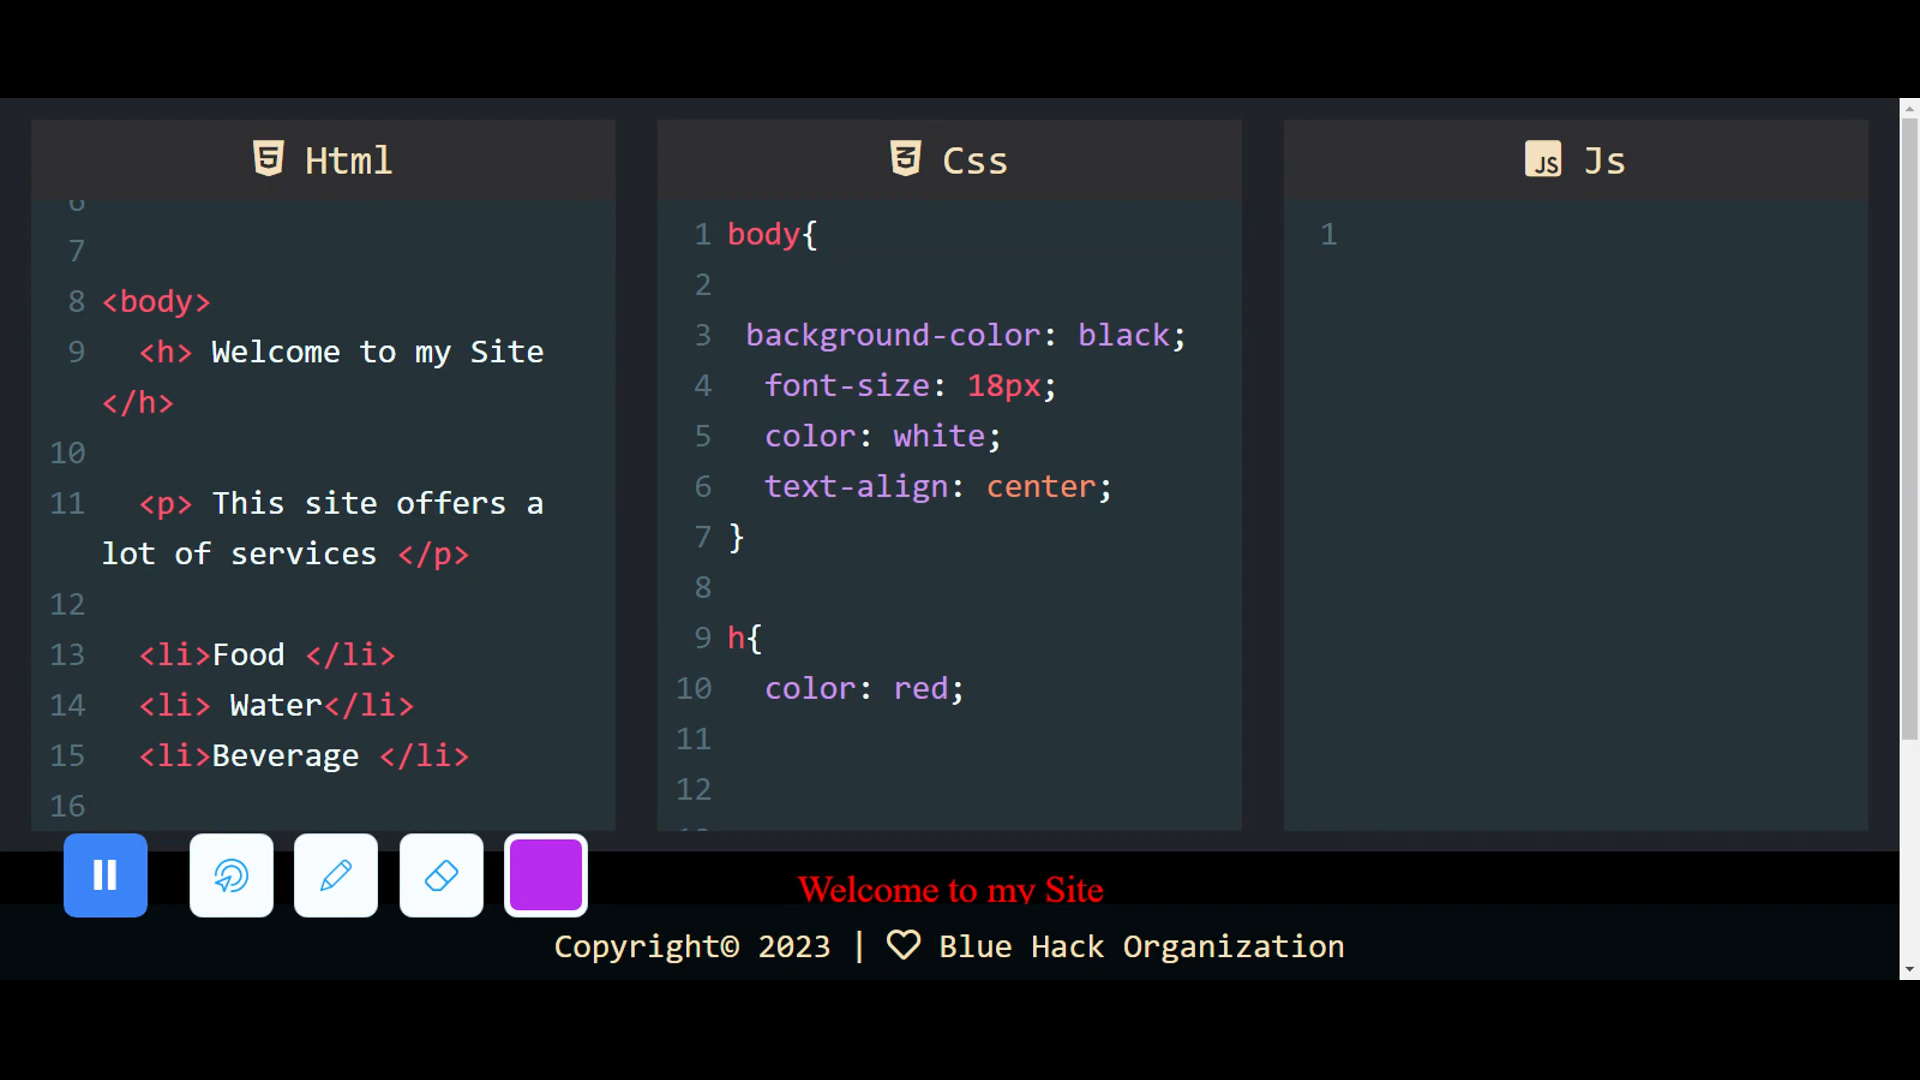 Html
6
7
8 <body>
9 <h> Welcome to my Site
</h>
10
11 <p> This site offers a
lot of services </p>
12
13 <li>Food </li>
14 <li> Water</li>
15 <li>Beverage </li>
16
Css
1 body{
2
3 background-color: black;
4 font-size: 18px;
5 color: white;
6 text-align: center;
7 }
8
9 h{
10 color: red;
11
12
JS Js
1
Welcome to my Site
Copyright© 2023 | ♡ Blue Hack Organization